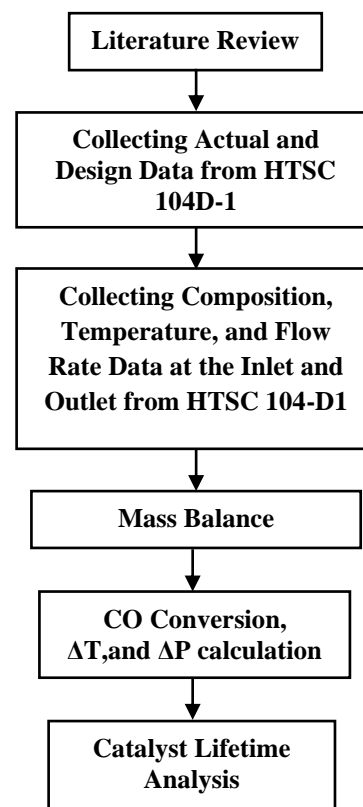 Literature Review
Collecting Actual and
Design Data from HTSC
104D-1
Collecting Composition,
Temperature, and Flow
Rate Data at the Inlet and
Outlet from HTSC 104-D1
Mass Balance
CO Conversion,
ΔT,and ΔP calculation
Catalyst Lifetime
Analysis